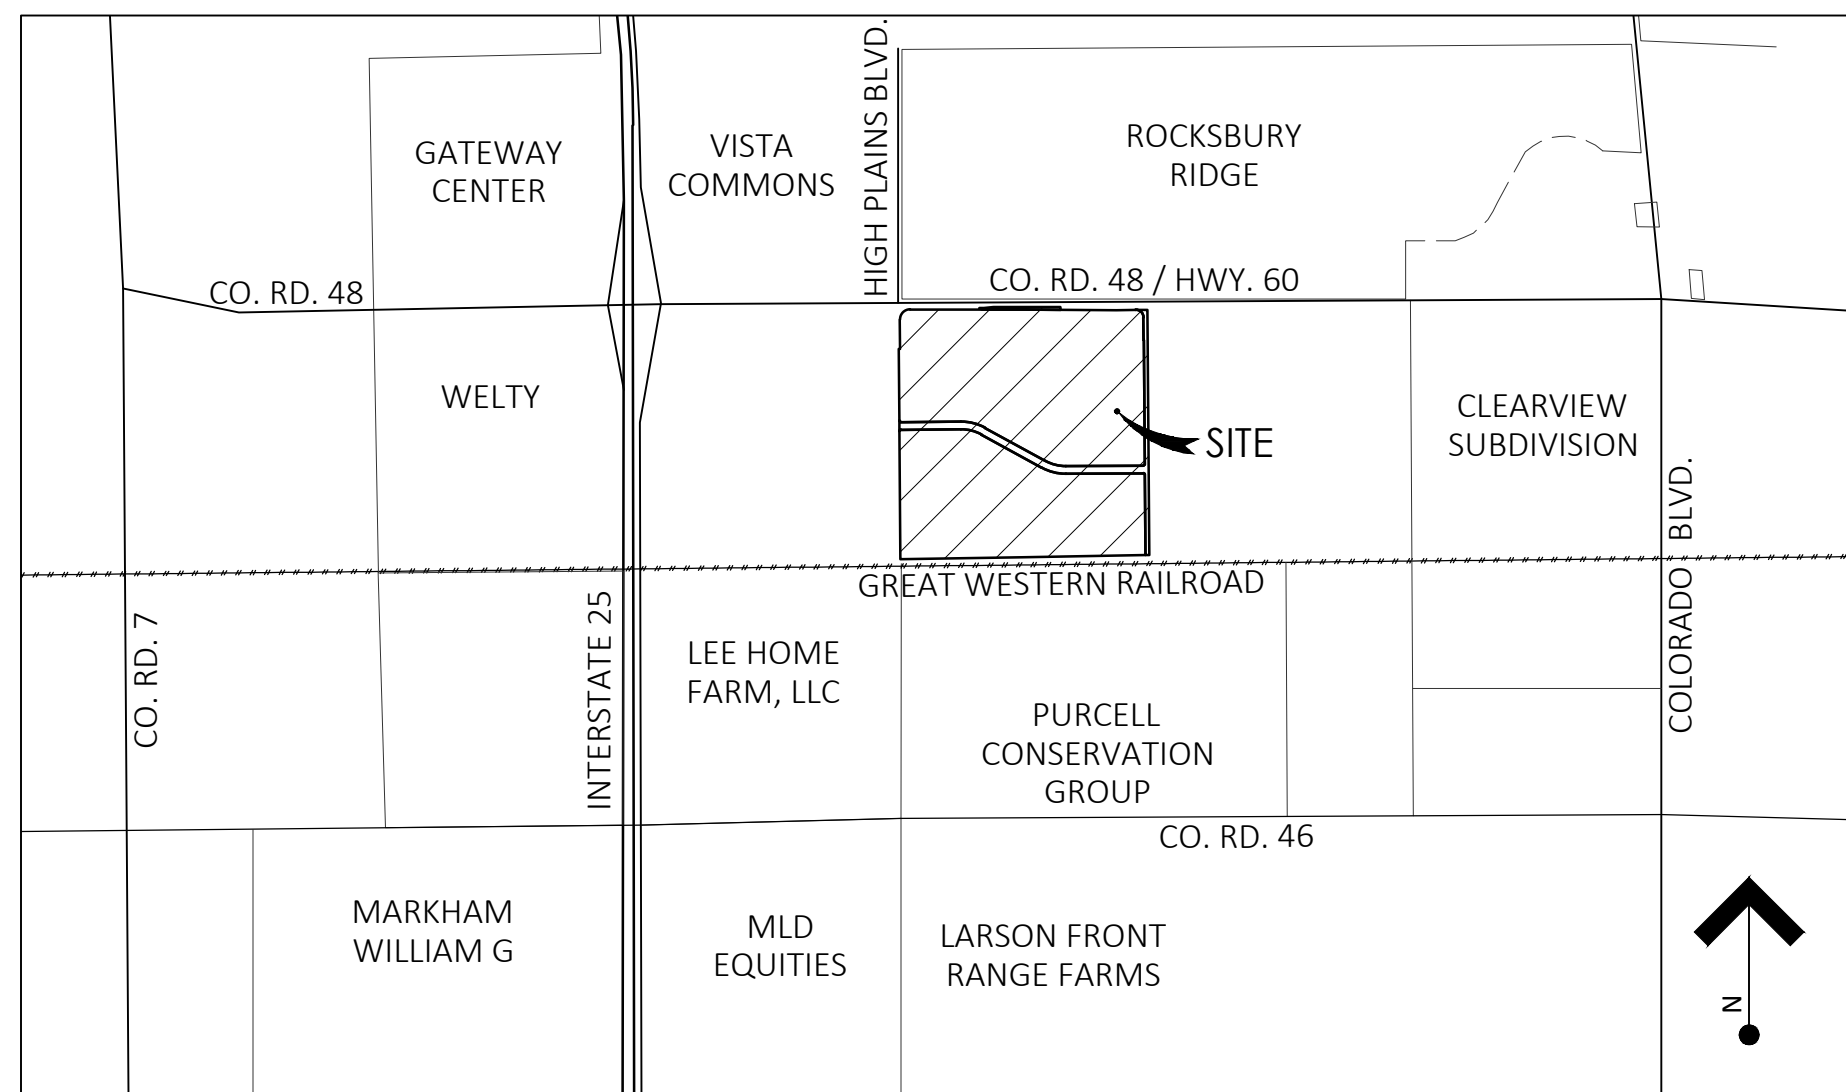 GATEWAY
CENTER
VISTA
COMMONS
HIGH PLAINS BLVD.
ROCKSBURY
RIDGE
CO. RD. 48
CO. RD. 48 / HWY. 60
WELTY
SITE
CLEARVIEW
SUBDIVISION
COLORADO BLVD.
GREAT WESTERN RAILROAD
CO. RD. 7
INTERSTATE 25
LEE HOME
FARM, LLC
PURCELL
CONSERVATION
GROUP
CO. RD. 46
MARKHAM
WILLIAM G
MLD
EQUITIES
LARSON FRONT
RANGE FARMS
N